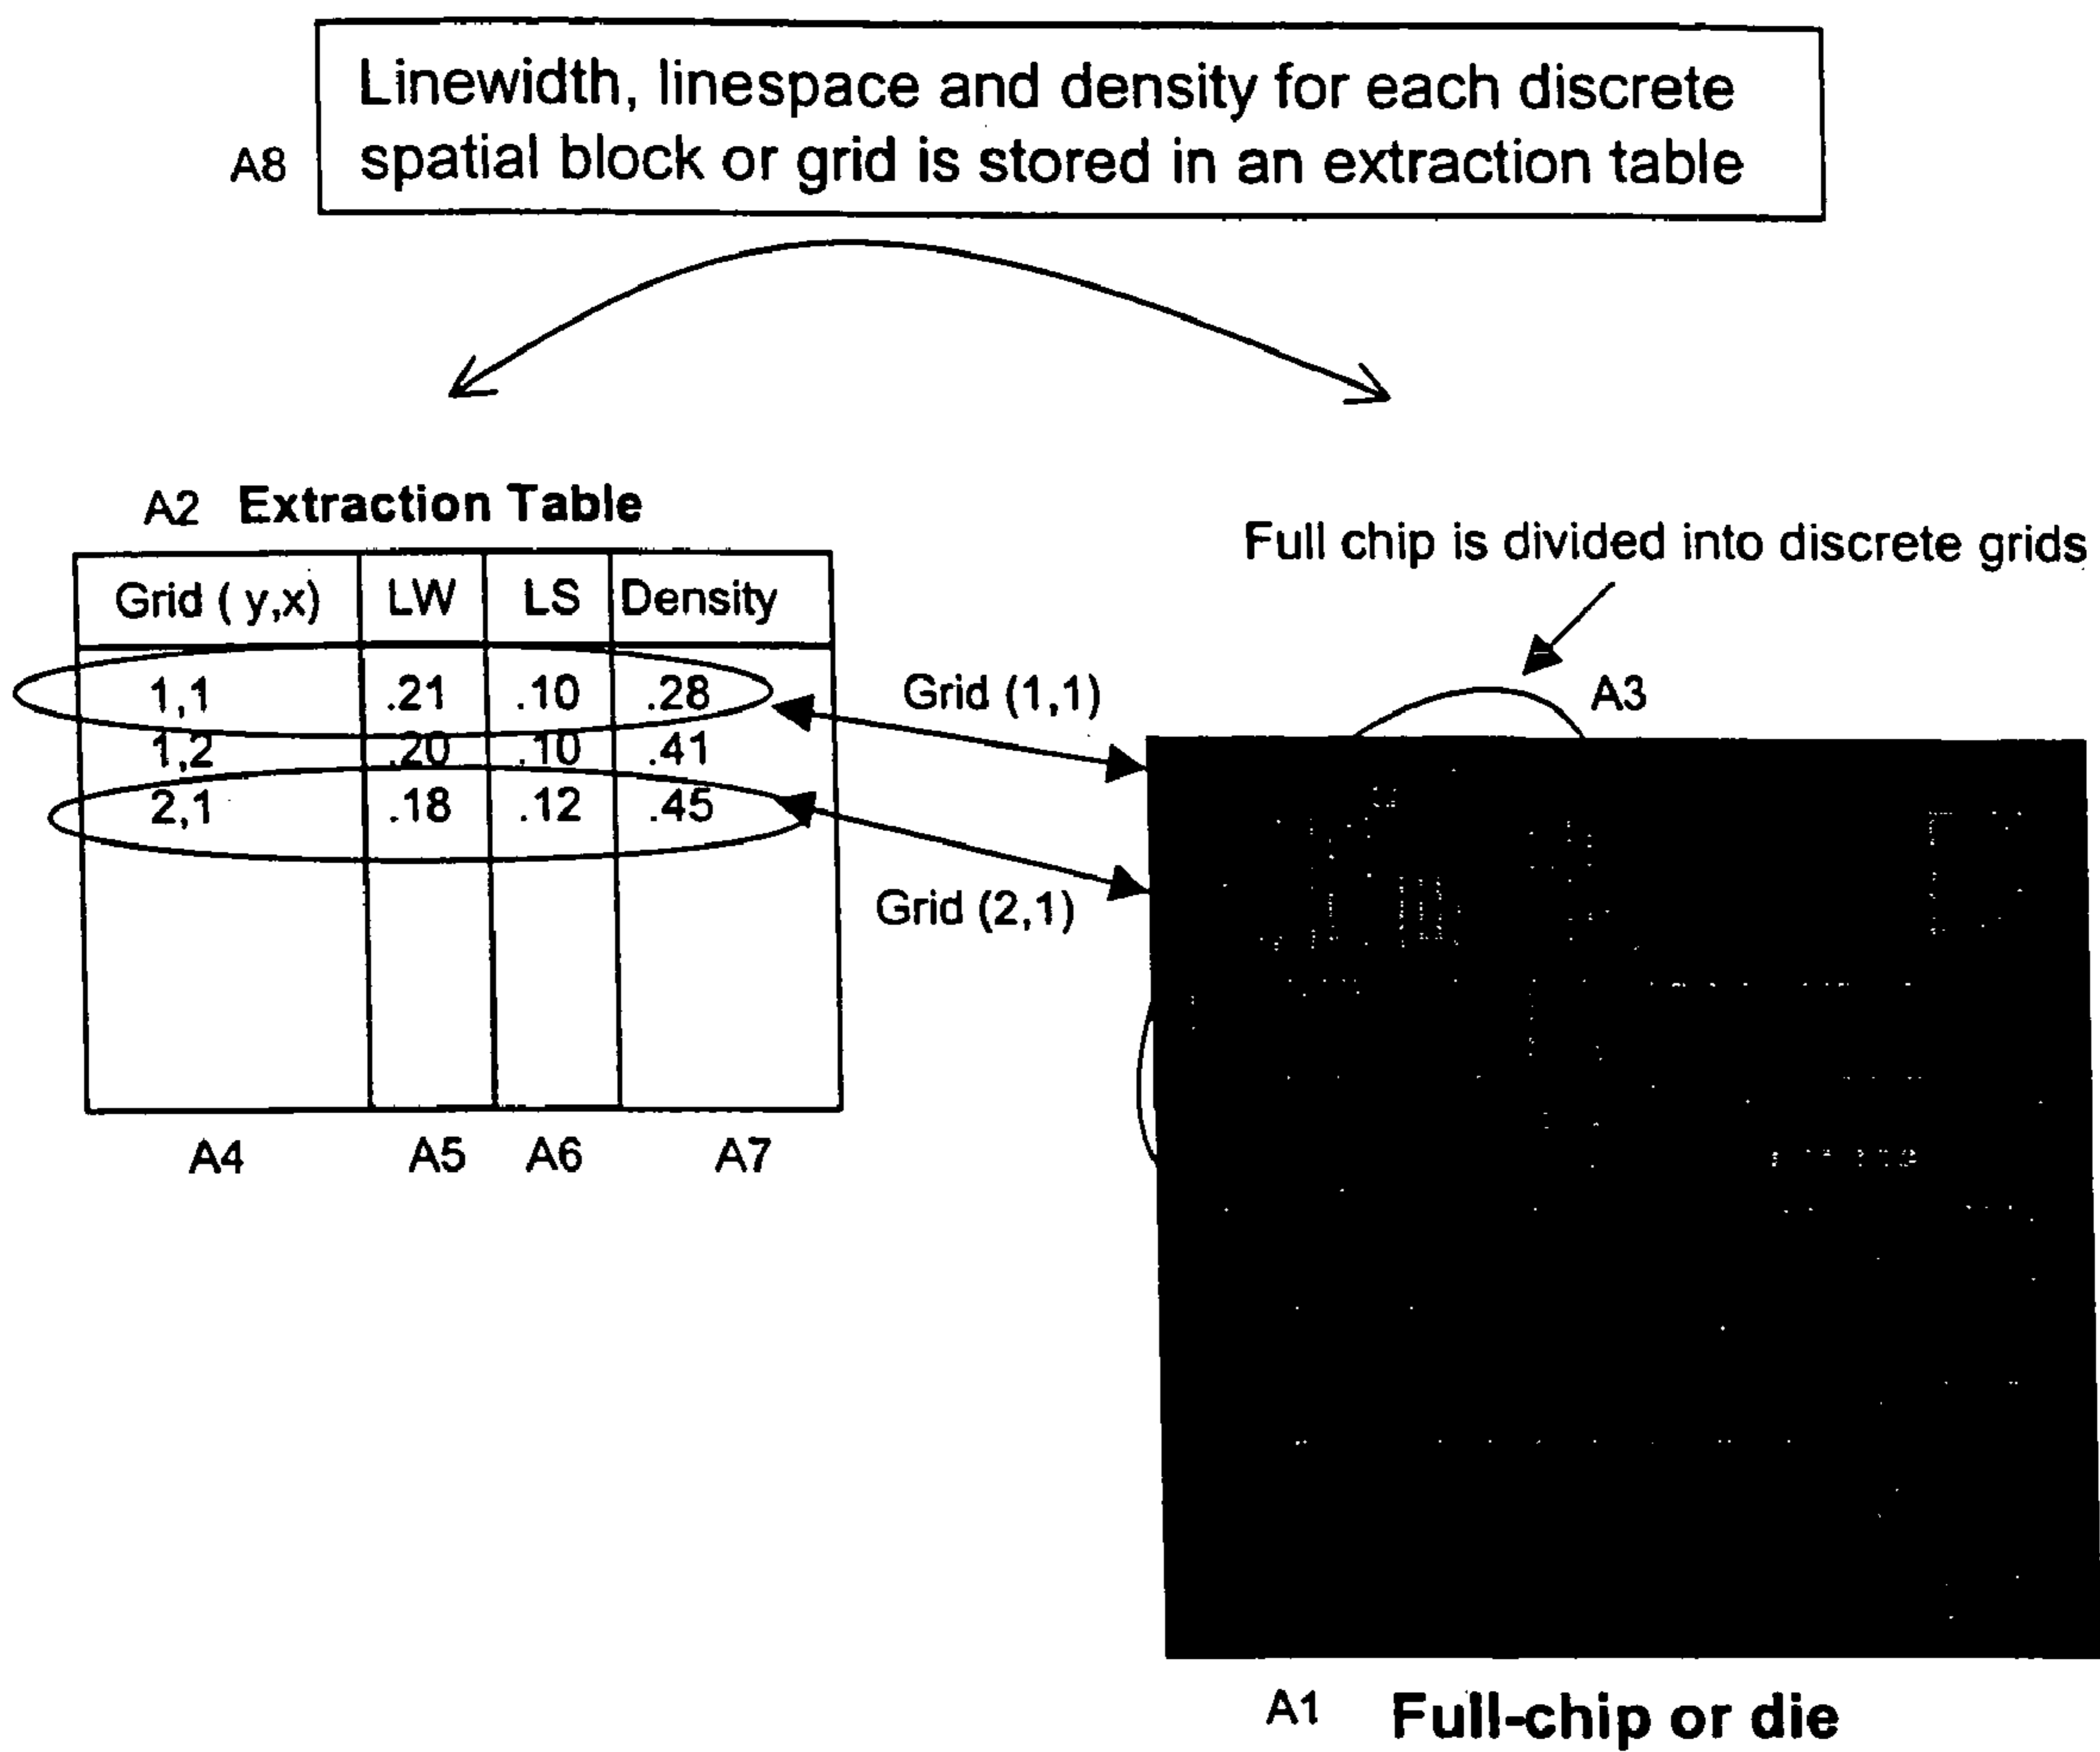 Linewidth, linespace and density for each discrete
spatial block or grid is stored in an extraction table
A8
A2 Extraction Table
Full chip is divided into discrete grids
Grid ( y,x) LW LS Density
1,1 .21 .10 .28
1,2 .20 .10 .41
2,1 .18 .12 .45
Grid (1,1)
A3
Grid (2,1)
A4 A5 A6 A7
A1 Full-chip or die